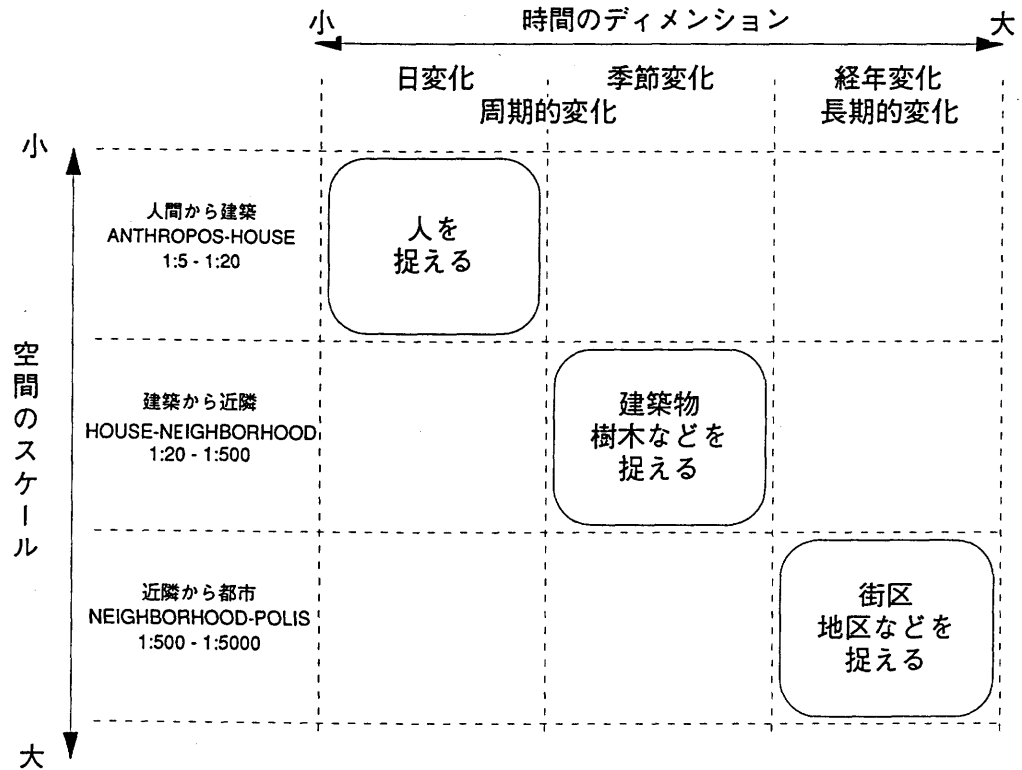 小
時間のディメンション
大
日変化
季節変化
経年変化
周期的変化
長期的変化
小
人間から建築
ANTHROPOS-HOUSE
1:5 - 1:20
人を
捉える
空間のスケール
建築から近隣
HOUSE-NEIGHBORHOOD
1:20 - 1:500
建築物
樹木などを
捉える
近隣から都市
NEIGHBORHOOD-POLIS
1:500 - 1:5000
街区
地区などを
捉える
大